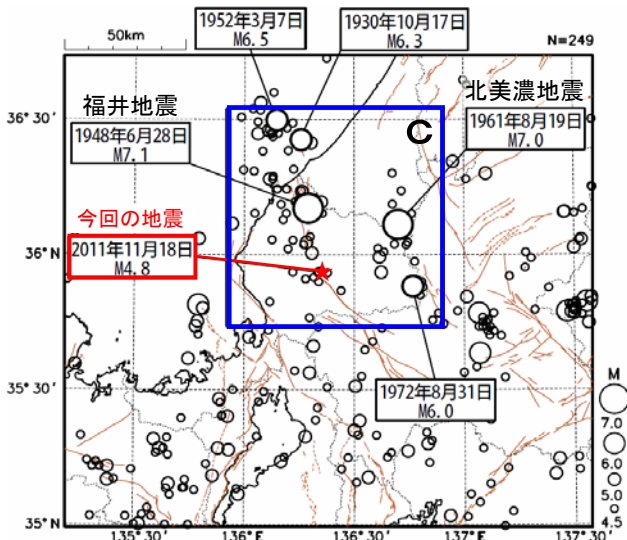 1952年3月7日
M6.5
1930年10月17日
M6.3
50km
N=249
36°30′
福井地震
1948年6月28日
M7.1
北美濃地震
1961年8月19日
M7.0
C
今回の地震
2011年11月18日
M4.8
36°N
35°30′
1972年8月31日
M6.0
M
7.0
6.0
5.0
4.5
35°N
135°30′
136°E
136°30′
137°E
137°30′